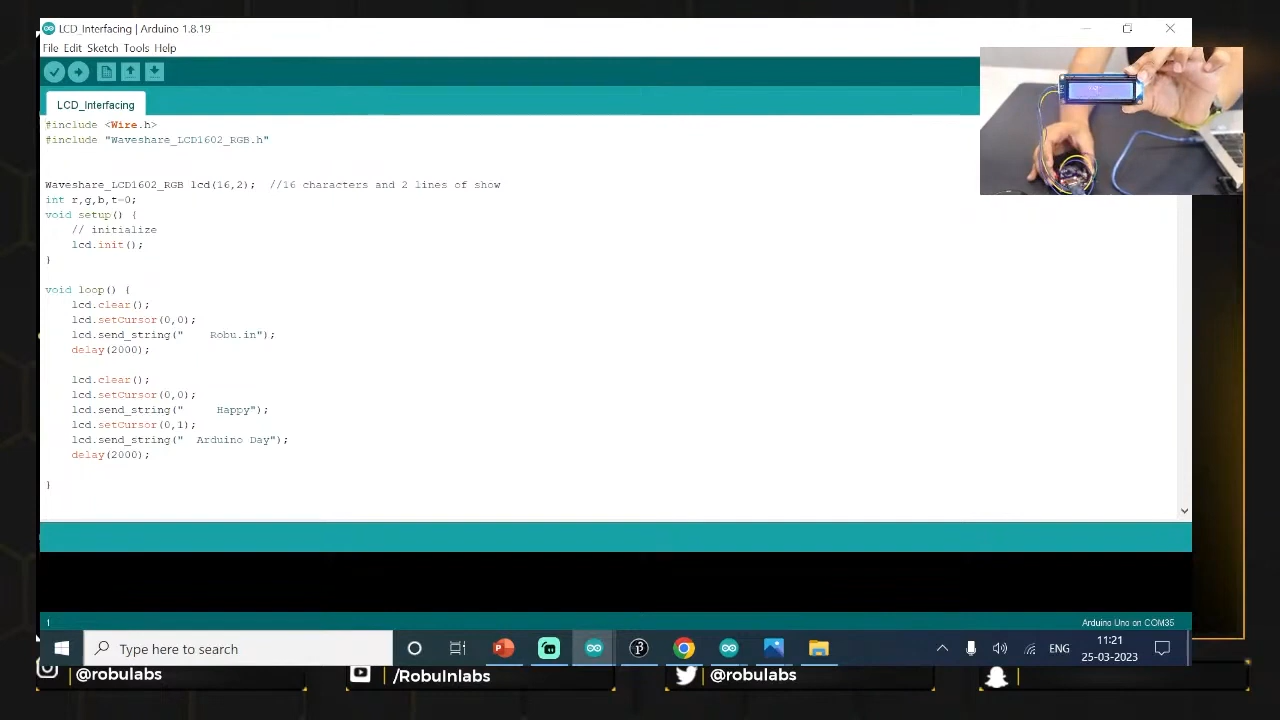 LCD_Interfacing | Arduino 1.8.19
File Edit Sketch Tools Help
LCD_Interfacing
#include <Wire.h>
#include "Waveshare_LCD1602_RGB.h"
Waveshare_LCD1602_RGB lcd(16,2);  //16 characters and 2 lines of show
int r,g,b,t=0;
void setup() {
    // initialize
    lcd.init();
}
void loop() {
    lcd.clear();
    lcd.setCursor(0,0);
    lcd.send_string("    Robu.in");
    delay(2000);
    lcd.clear();
    lcd.setCursor(0,0);
    lcd.send_string("     Happy");
    lcd.setCursor(0,1);
    lcd.send_string("  Arduino Day");
    delay(2000);
}
1
Arduino Uno on COM35
Type here to search
ENG
11:21
25-03-2023
@robulabs
/RobuInlabs
@robulabs